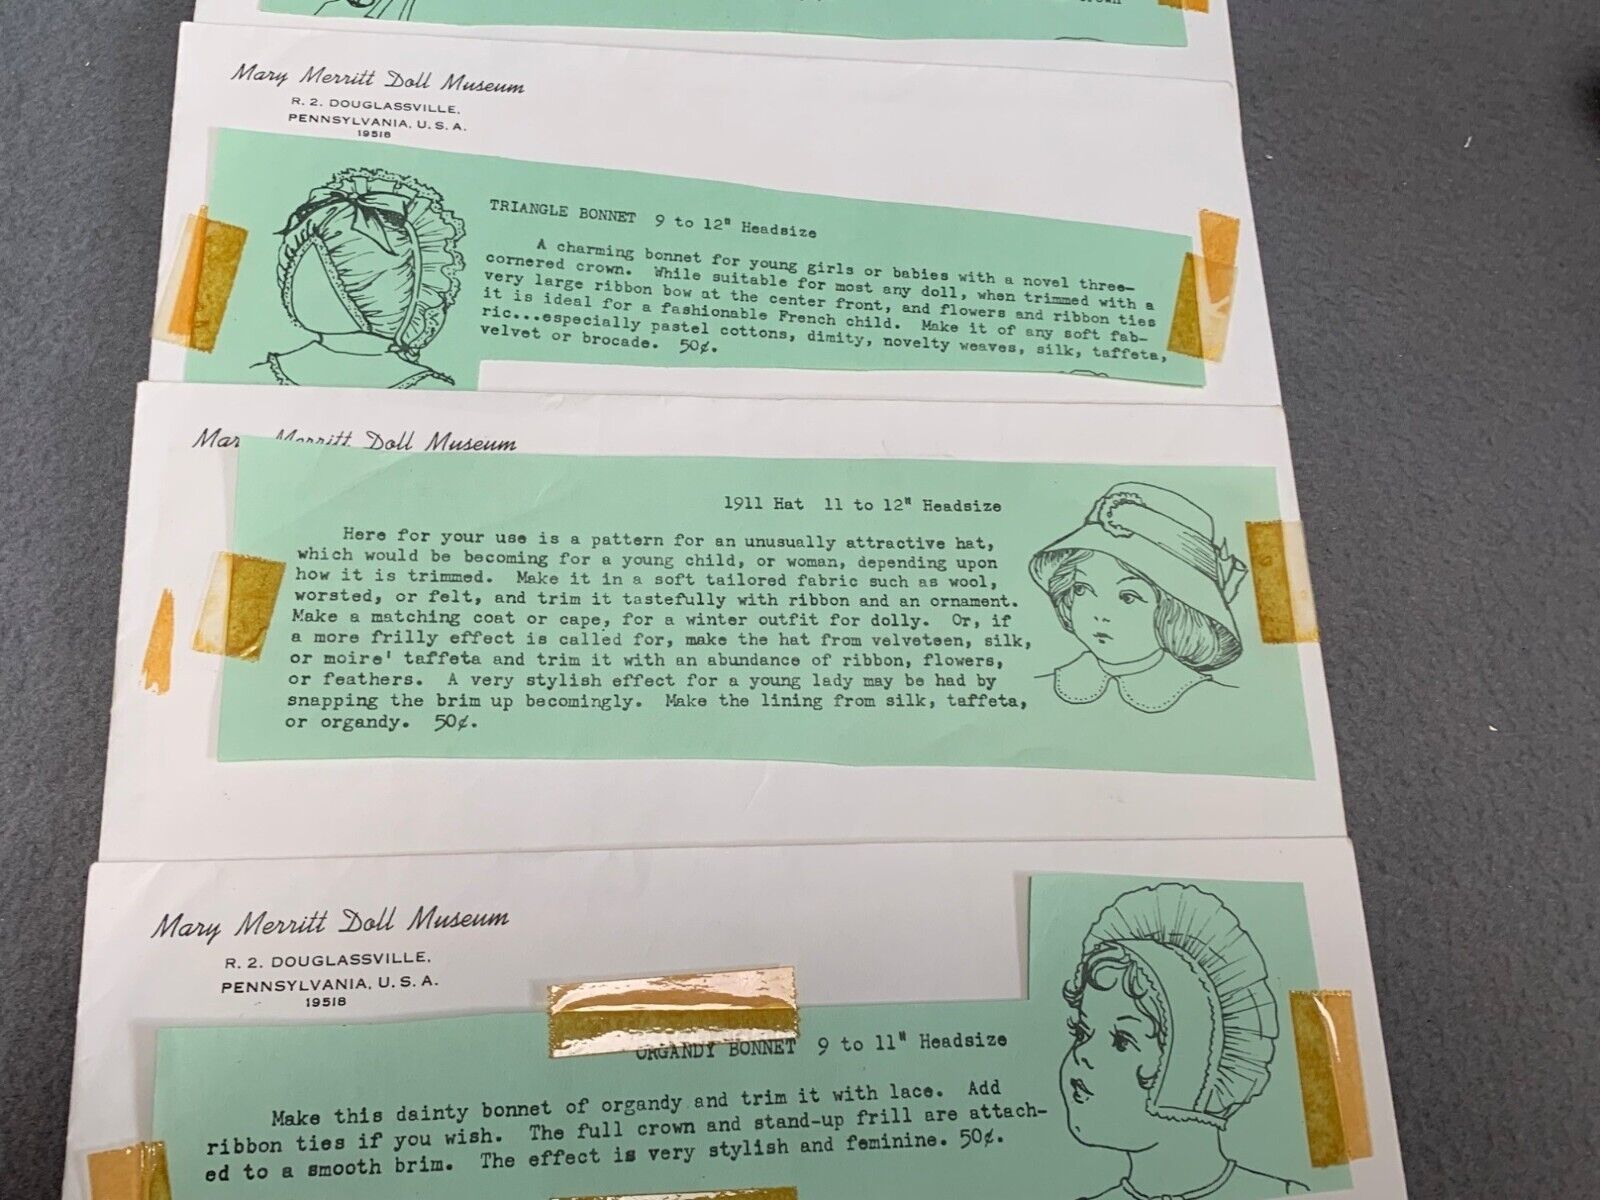 Mary Merritt Doll Museum
R. 2. DOUGLASSVILLE,
PENNSYLVANIA, U. S. A.
19518
TRIANGLE BONNET 9 to 12" Headsize
A charming bonnet for young girls or babies with a novel three-
cornered crown. While suitable for most any doll, when trimmed with a
very large ribbon bow at the center front, and flowers and ribbon ties
it is ideal for a fashionable French child. Make it of any soft fab-
ric...especially pastel cottons, dimity, novelty weaves, silk, taffeta,
velvet or brocade. 50¢.
Mary Merritt Doll Museum
1911 Hat 11 to 12" Headsize
Here for your use is a pattern for an unusually attractive hat,
which would be becoming for a young child, or woman, depending upon
how it is trimmed. Make it in a soft tailored fabric such as wool,
worsted, or felt, and trim it tastefully with ribbon and an ornament.
Make a matching coat or cape, for a winter outfit for dolly. Or, if
a more frilly effect is called for, make the hat from velveteen, silk,
or moire' taffeta and trim it with an abundance of ribbon, flowers,
or feathers. A very stylish effect for a young lady may be had by
snapping the brim up becomingly. Make the lining from silk, taffeta,
or organdy. 50¢.
Mary Merritt Doll Museum
R. 2. DOUGLASSVILLE,
PENNSYLVANIA, U. S. A.
19518
ORGANDY BONNET 9 to 11" Headsize
Make this dainty bonnet of organdy and trim it with lace. Add
ribbon ties if you wish. The full crown and stand-up frill are attach-
ed to a smooth brim. The effect is very stylish and feminine. 50¢.